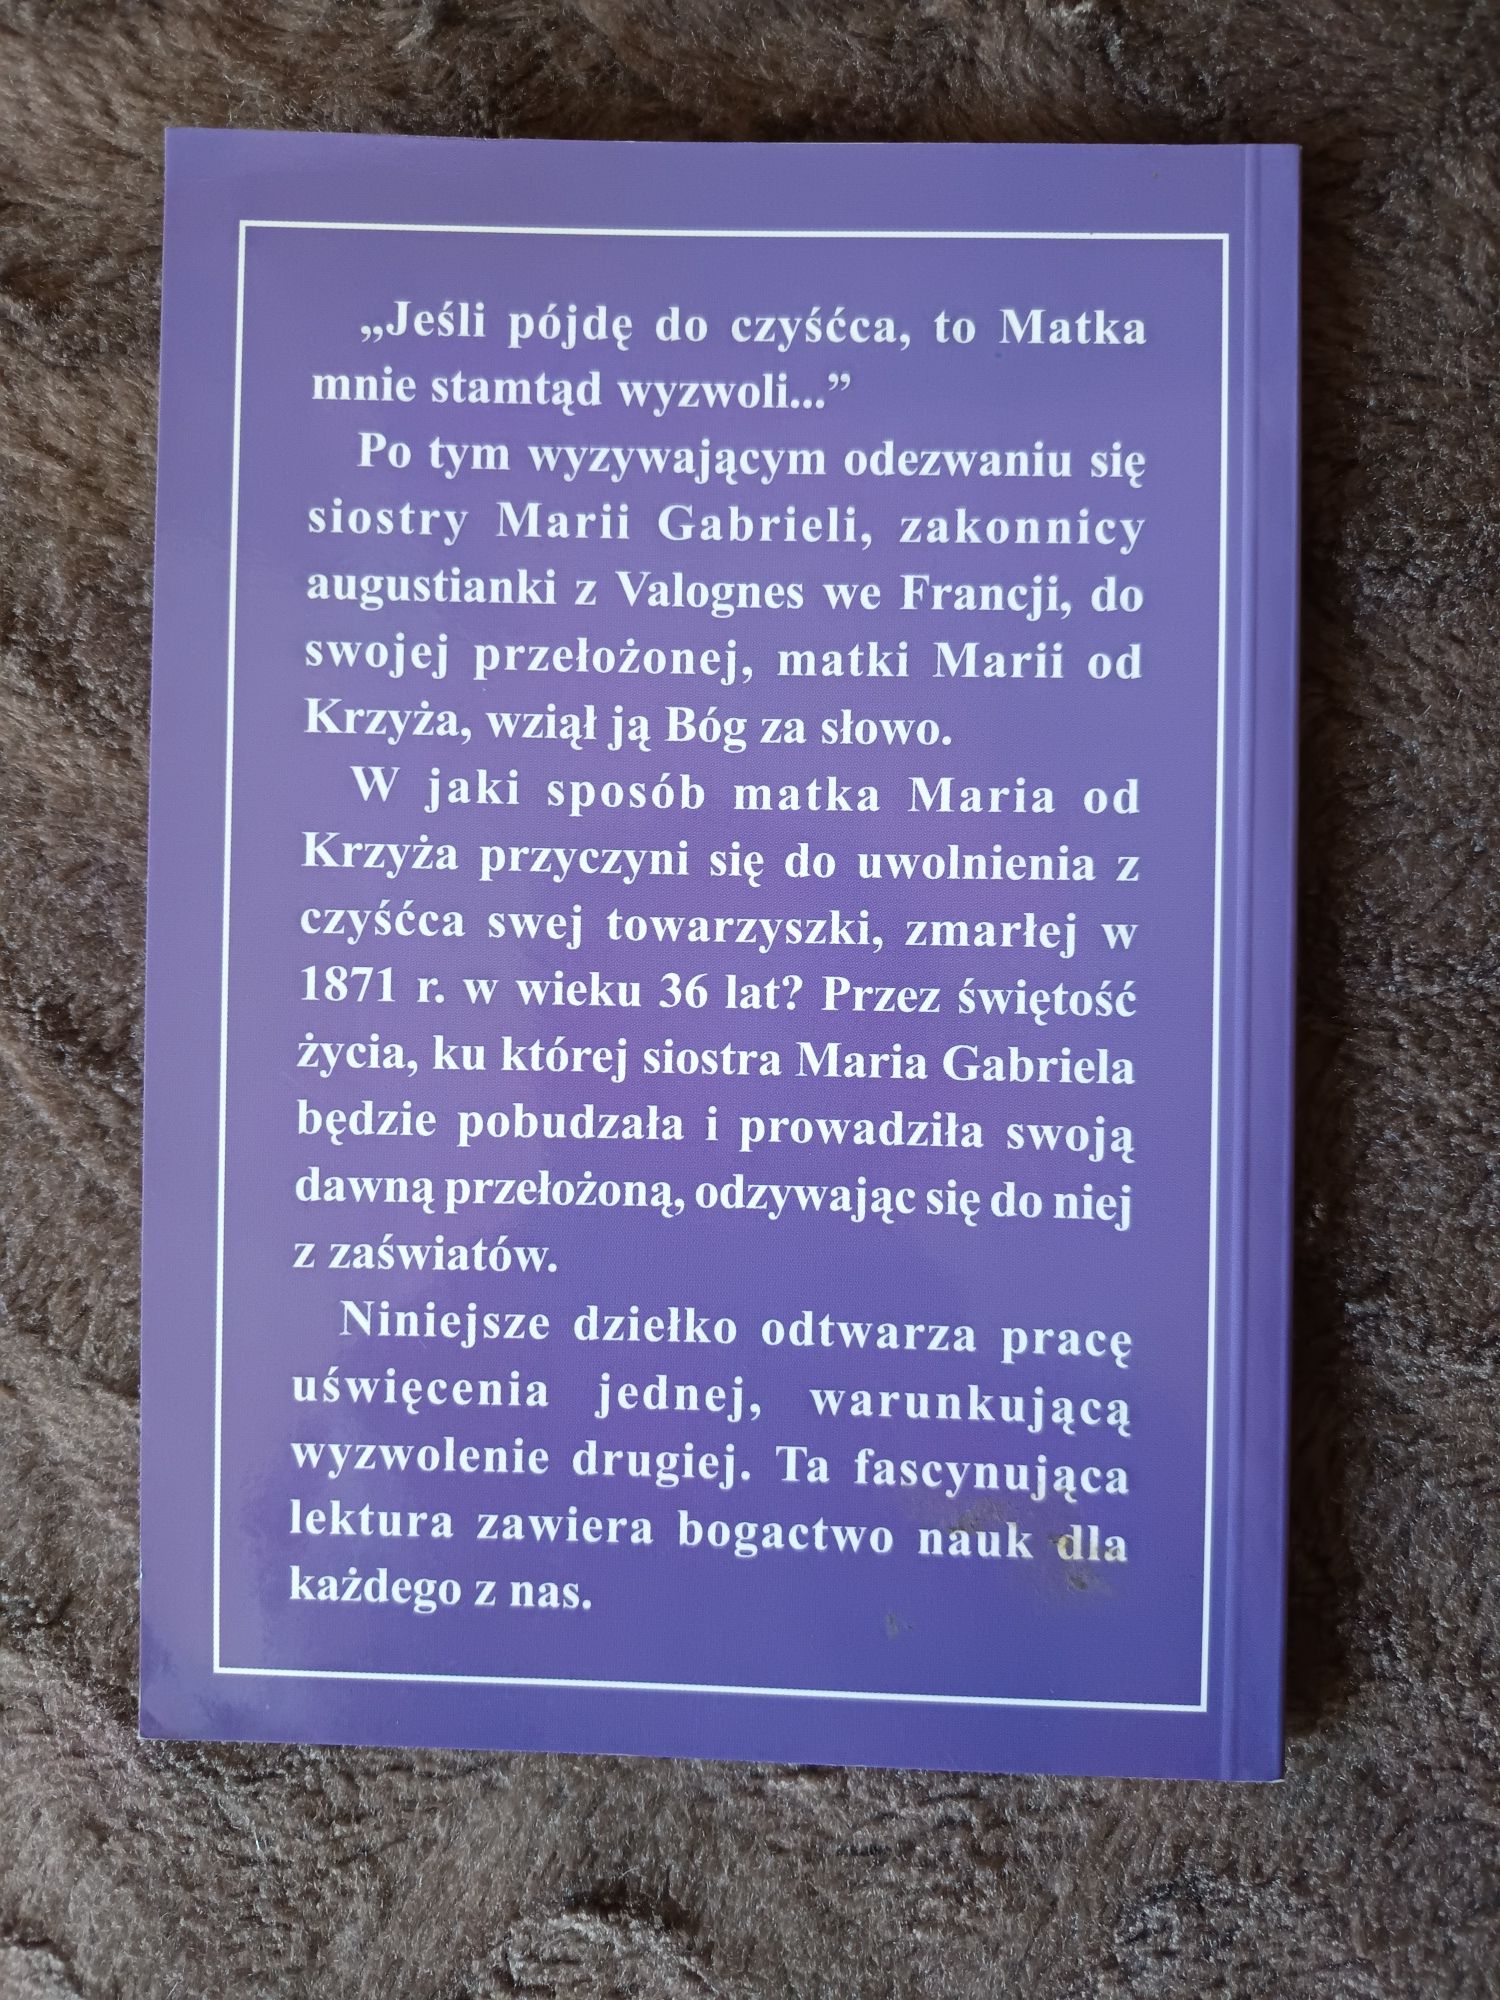 „Jeśli pójdę do czyśćca, to Matka
mnie stamtąd wyzwoli...”
Po tym wyzywającym odezwaniu się
siostry Marii Gabrieli, zakonnicy
augustianki z Valognes we Francji, do
swojej przełożonej, matki Marii od
Krzyża, wziął ją Bóg za słowo.
W jaki sposób matka Maria od
Krzyża przyczyni się do uwolnienia z
czyśćca swej towarzyszki, zmarłej w
1871 r. w wieku 36 lat? Przez świętość
życia, ku której siostra Maria Gabriela
będzie pobudzała i prowadziła swoją
dawną przełożoną, odzywając się do niej
z zaświatów.
Niniejsze dziełko odtwarza pracę
uświęcenia jednej, warunkującą
wyzwolenie drugiej. Ta fascynująca
lektura zawiera bogactwo nauk dla
każdego z nas.